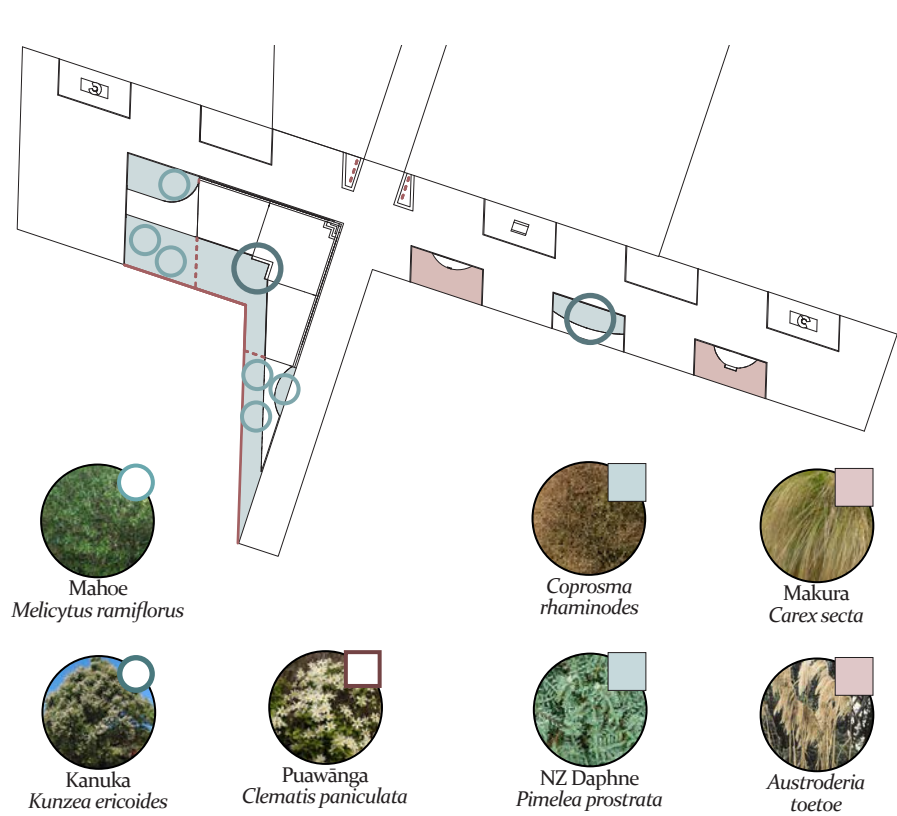 Mahoe
Melicytus ramiflorus
Coprosma
rhaminodes
Makura
Carex secta
Kanuka
Kunzea ericoides
Puawānga
Clematis paniculata
NZ Daphne
Pimelea prostrata
Austroderia
toetoe